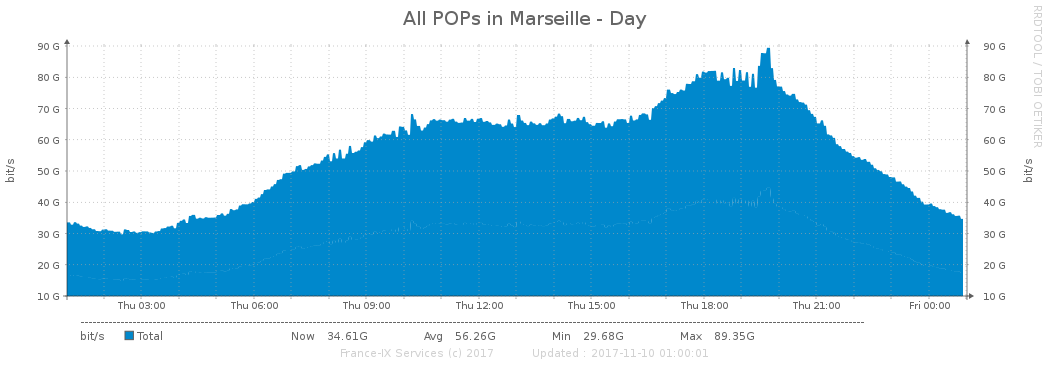 All POPs in Marseille - Day
RRDTOOL / TOBI OETIKER
bit/s
90 G 90 G
80 G 80 G
70 G 70 G
60 G 60 G
50 G 50 G
40 G 40 G
30 G 30 G
20 G 20 G
10 G 10 G
bit/s
Thu 03:00 Thu 06:00 Thu 09:00 Thu 12:00 Thu 15:00 Thu 18:00 Thu 21:00 Fri 00:00
bit/s Total Now 34.61G Avg 56.26G Min 29.68G Max 89.35G
France-IX Services (c) 2017 Updated : 2017-11-10 01:00:01